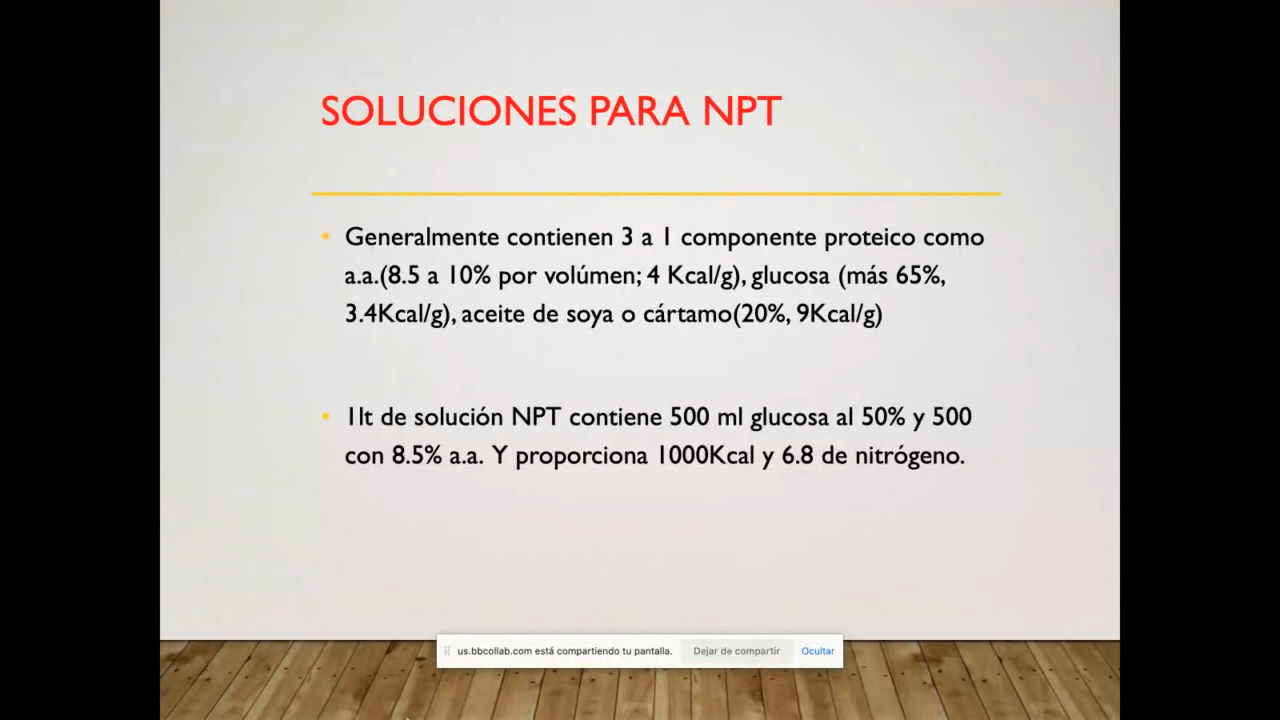 SOLUCIONES PARA NPT
• Generalmente contienen 3 a 1 componente proteico como
a.a.(8.5 a 10% por volúmen; 4 Kcal/g), glucosa (más 65%,
3.4Kcal/g), aceite de soya o cártamo(20%, 9Kcal/g)
• 1lt de solución NPT contiene 500 ml glucosa al 50% y 500
con 8.5% a.a. Y proporciona 1000Kcal y 6.8 de nitrógeno.
us.bbcollab.com está compartiendo tu pantalla. Dejar de compartir Ocultar